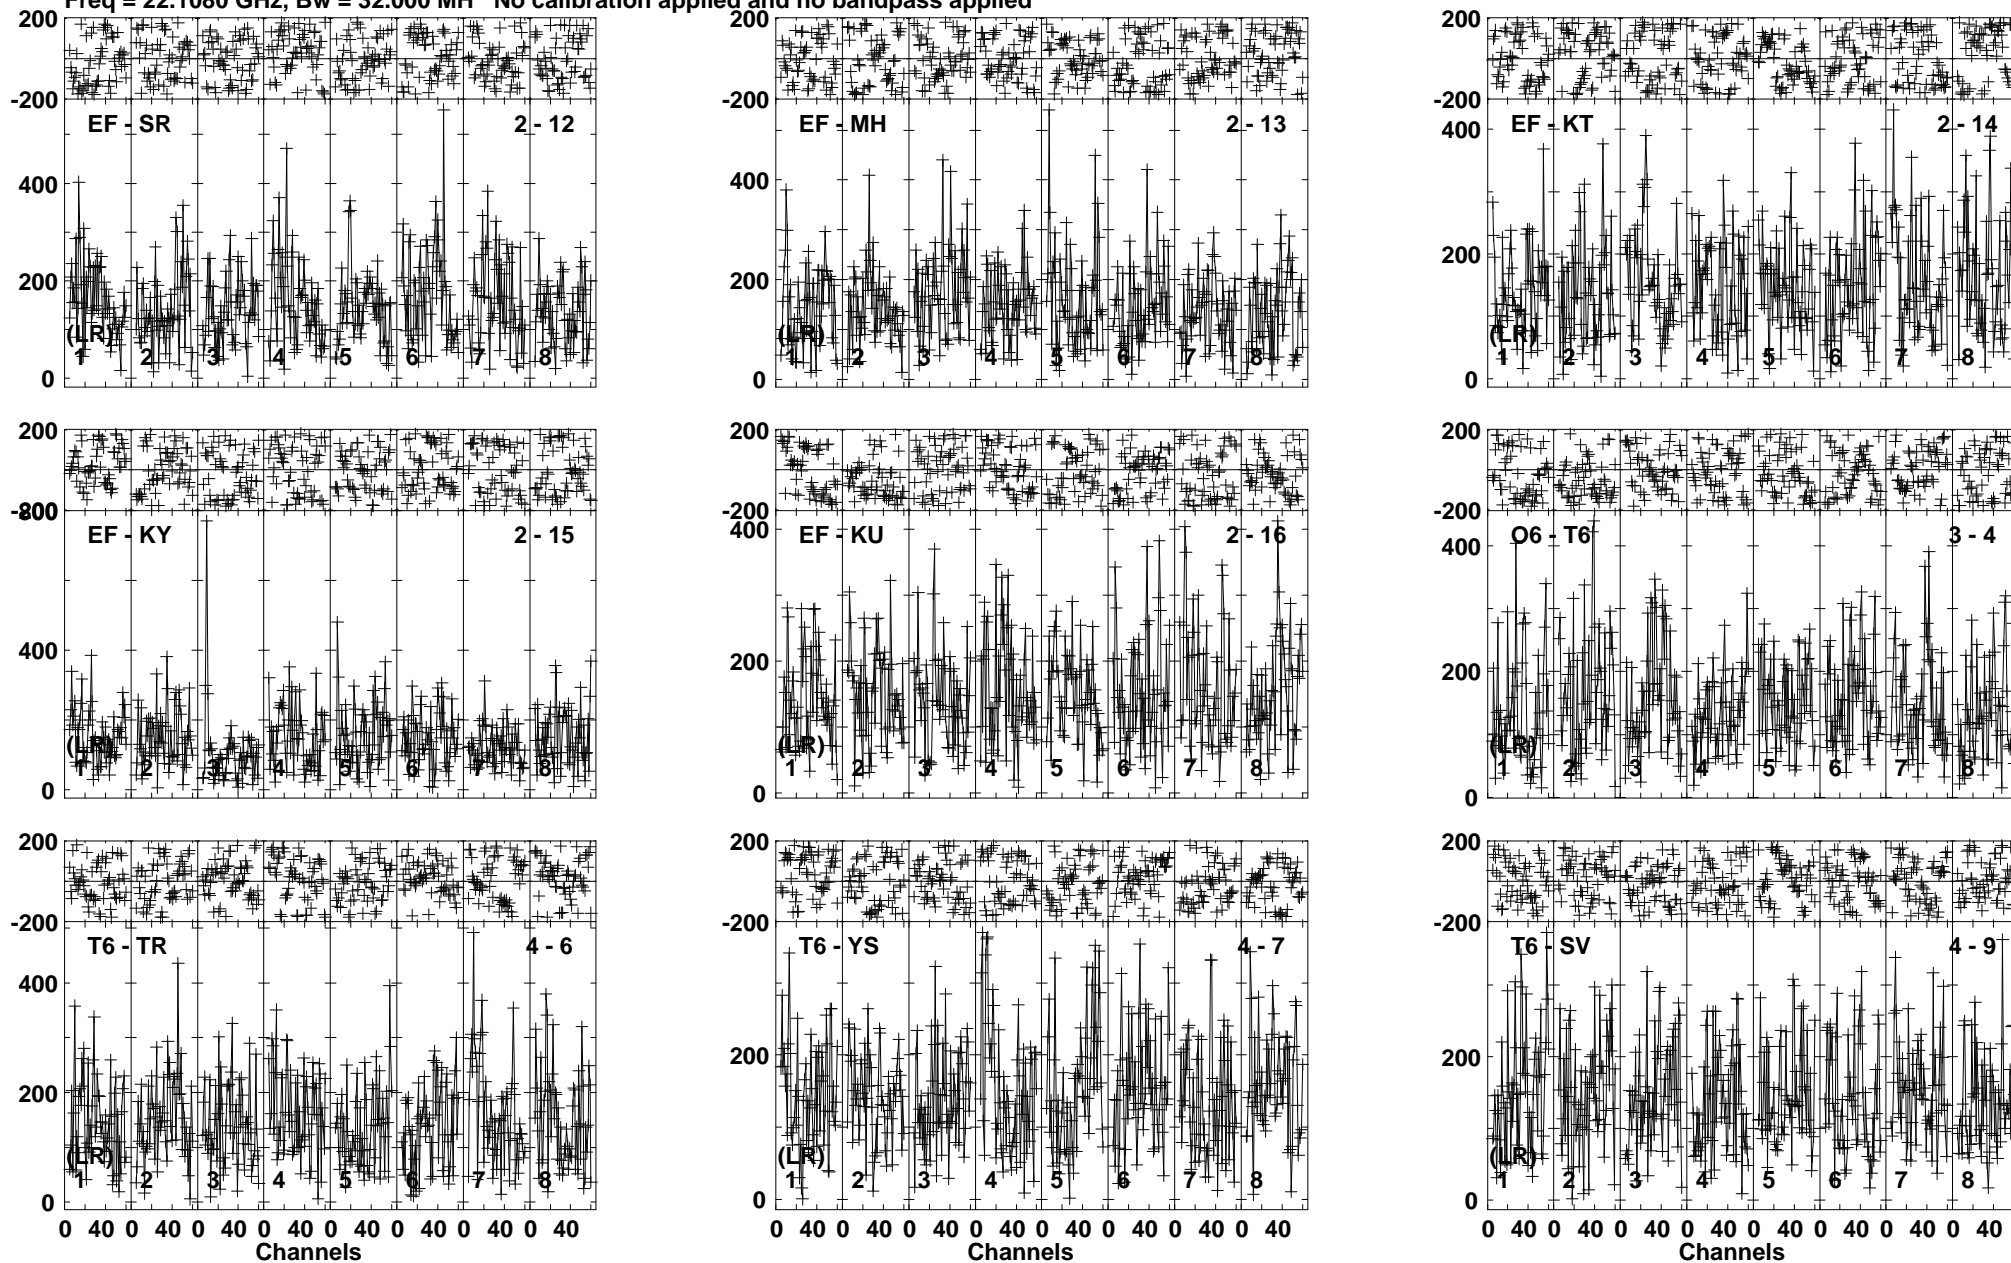 Freq = 22.1080 GHz, Bw = 32.000 MH No calibration applied and no bandpass applied
200 200 200
-200 -200 -200
EF - SR 2 - 12 EF - MH 2 - 13 EF - KT 2 - 14
400 400 400
200 200 200
(LR) (LR) (LR)
1 2 3 4 5 6 7 8 1 2 3 4 5 6 7 8 1 2 3 4 5 6 7 8
0 0 0
200 200 200
-200 -200
EF - KY 2 - 15 EF - KU 2 - 16 O6 - T6 3 - 4
400 400 400
200 200
(LR) (LR) (LR)
1 2 3 4 5 6 7 8 1 2 3 4 5 6 7 8 1 2 3 4 5 6 7 8
0 0 0
200 200 200
-200 -200 -200
T6 - TR 4 - 6 T6 - YS 4 - 7 T6 - SV 4 - 9
400
200 200 200
(LR) (LR) (LR)
1 2 3 4 5 6 7 8 1 2 3 4 5 6 7 8 1 2 3 4 5 6 7 8
0 0 0
0 40 0 40 0 40 0 40 0 40 0 40 0 40 0 40 0 40 0 40 0 40 0 40 0 40 0 40 0 40 0 40 0 40 0 40 0 40 0 40 0 40 0 40 0 40 0 40
Channels Channels Channels